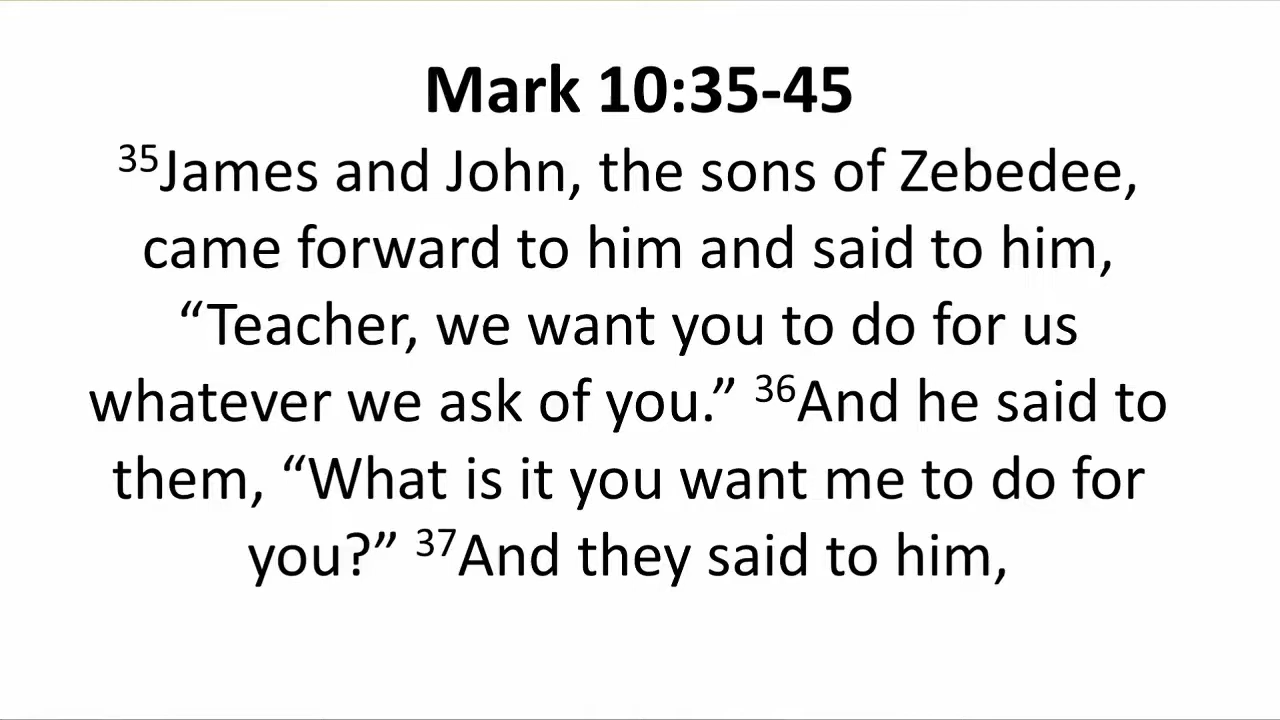 Mark 10:35-45
³⁵James and John, the sons of Zebedee,
came forward to him and said to him,
“Teacher, we want you to do for us
whatever we ask of you.” ³⁶And he said to
them, “What is it you want me to do for
you?” ³⁷And they said to him,